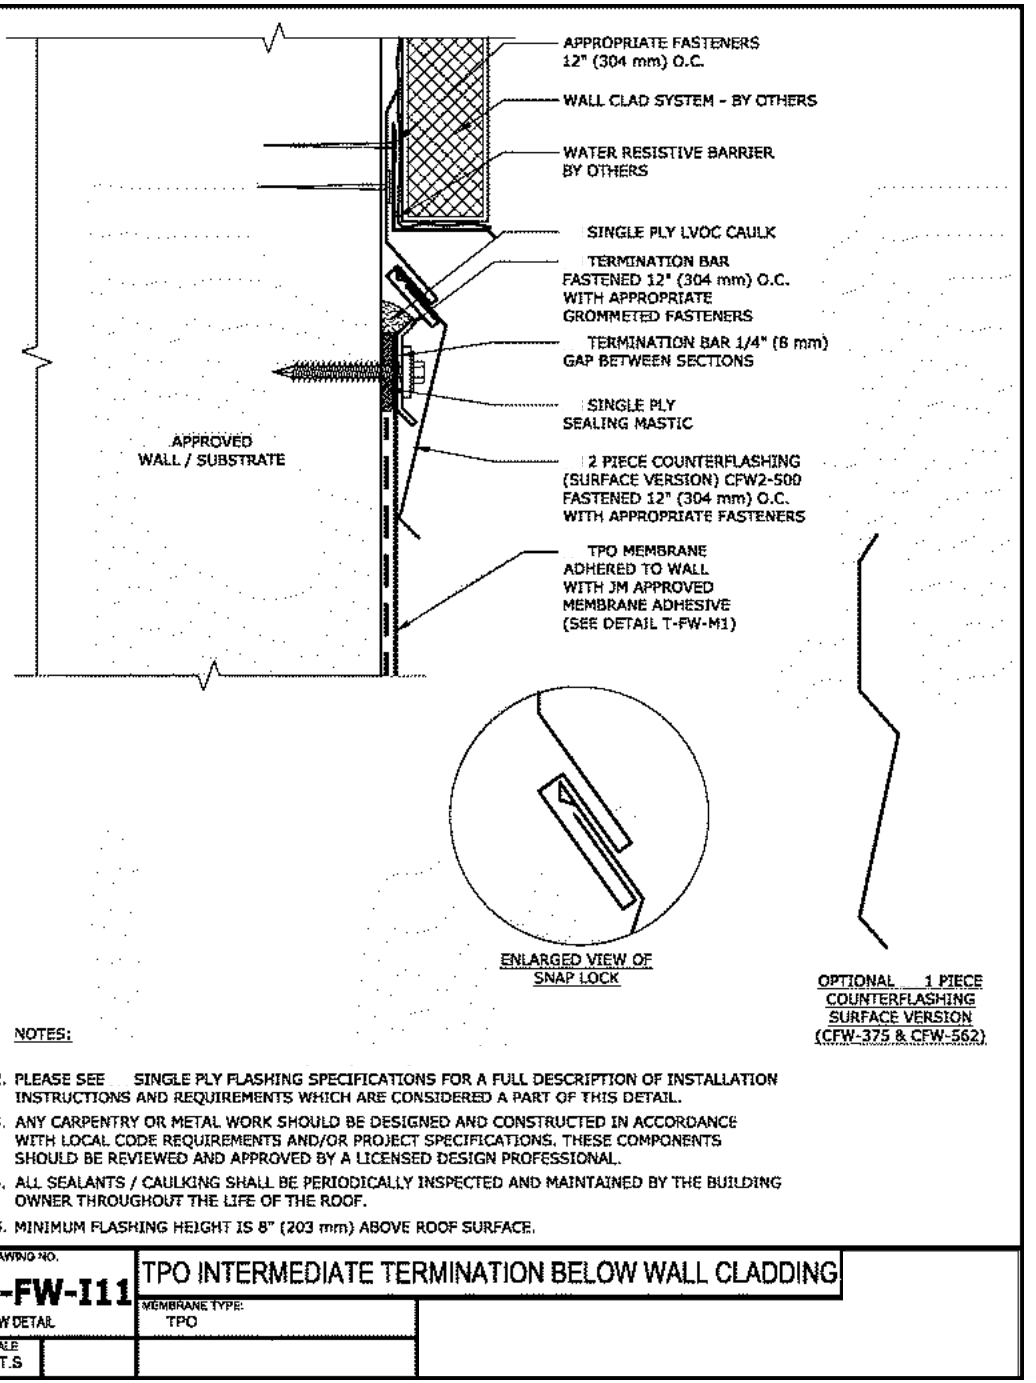 APPROPRIATE FASTENERS
12" (304 mm) O.C.
WALL CLAD SYSTEM - BY OTHERS
WATER RESISTIVE BARRIER
BY OTHERS
SINGLE PLY LVOC CAULK
TERMINATION BAR
FASTENED 12" (304 mm) O.C.
WITH APPROPRIATE
GROMMETED FASTENERS
TERMINATION BAR 1/4" (8 mm)
GAP BETWEEN SECTIONS
SINGLE PLY
SEALING MASTIC
APPROVED
WALL / SUBSTRATE
2 PIECE COUNTERFLASHING
(SURFACE VERSION) CFW2-500
FASTENED 12" (304 mm) O.C.
WITH APPROPRIATE FASTENERS
TPO MEMBRANE
ADHERED TO WALL
WITH JM APPROVED
MEMBRANE ADHESIVE
(SEE DETAIL T-FW-M1)
ENLARGED VIEW OF
SNAP LOCK
OPTIONAL 1 PIECE
COUNTERFLASHING
SURFACE VERSION
(CFW-375 & CFW-562)
NOTES:
. PLEASE SEE SINGLE PLY FLASHING SPECIFICATIONS FOR A FULL DESCRIPTION OF INSTALLATION
INSTRUCTIONS AND REQUIREMENTS WHICH ARE CONSIDERED A PART OF THIS DETAIL.
. ANY CARPENTRY OR METAL WORK SHOULD BE DESIGNED AND CONSTRUCTED IN ACCORDANCE
WITH LOCAL CODE REQUIREMENTS AND/OR PROJECT SPECIFICATIONS. THESE COMPONENTS
SHOULD BE REVIEWED AND APPROVED BY A LICENSED DESIGN PROFESSIONAL.
. ALL SEALANTS / CAULKING SHALL BE PERIODICALLY INSPECTED AND MAINTAINED BY THE BUILDING
OWNER THROUGHOUT THE LIFE OF THE ROOF.
. MINIMUM FLASHING HEIGHT IS 8" (203 mm) ABOVE ROOF SURFACE.
AWING NO.
-FW-I11
W DETAIL
ALE
T.S
TPO INTERMEDIATE TERMINATION BELOW WALL CLADDING
MEMBRANE TYPE:
TPO